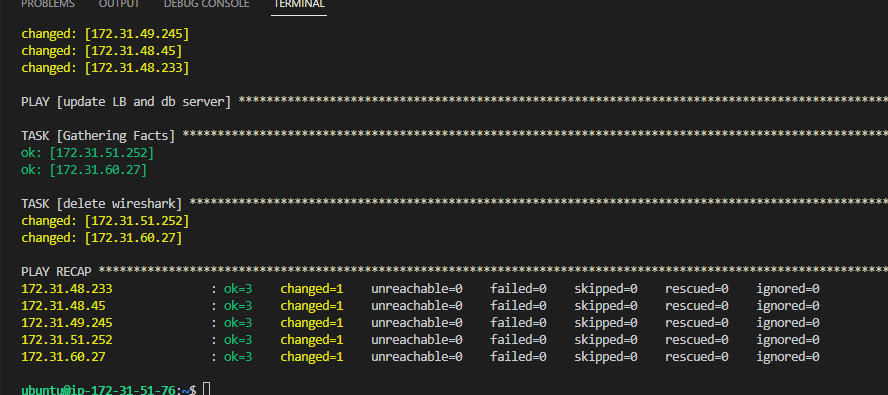 PROBLEMS OUTPUT DEBUG CONSOLE TERMINAL
changed: [172.31.49.245]
changed: [172.31.48.45]
changed: [172.31.48.233]
PLAY [update LB and db server] *********************************************************************************************
TASK [Gathering Facts] *****************************************************************************************************
ok: [172.31.51.252]
ok: [172.31.60.27]
TASK [delete wireshark] ****************************************************************************************************
changed: [172.31.51.252]
changed: [172.31.60.27]
PLAY RECAP *****************************************************************************************************************
172.31.48.233 : ok=3 changed=1 unreachable=0 failed=0 skipped=0 rescued=0 ignored=0
172.31.48.45 : ok=3 changed=1 unreachable=0 failed=0 skipped=0 rescued=0 ignored=0
172.31.49.245 : ok=3 changed=1 unreachable=0 failed=0 skipped=0 rescued=0 ignored=0
172.31.51.252 : ok=3 changed=1 unreachable=0 failed=0 skipped=0 rescued=0 ignored=0
172.31.60.27 : ok=3 changed=1 unreachable=0 failed=0 skipped=0 rescued=0 ignored=0
ubuntu@ip-172-31-51-76:~$